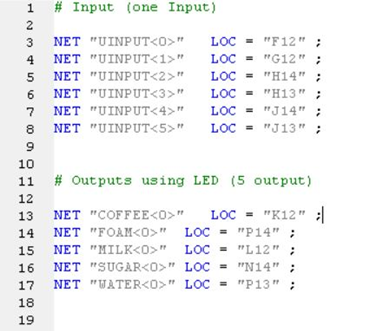 1 # Input (one Input)
2
3 NET "UINPUT<0>" LOC = "F12" ;
4 NET "UINPUT<1>" LOC = "G12" ;
5 NET "UINPUT<2>" LOC = "H14" ;
6 NET "UINPUT<3>" LOC = "H13" ;
7 NET "UINPUT<4>" LOC = "J14" ;
8 NET "UINPUT<5>" LOC = "J13" ;
9
10
11 # Outputs using LED (5 output)
12
13 NET "COFFEE<0>" LOC = "K12" ;
14 NET "FOAM<0>" LOC = "P14" ;
15 NET "MILK<0>" LOC = "L12" ;
16 NET "SUGAR<0>" LOC = "N14" ;
17 NET "WATER<0>" LOC = "P13" ;
18
19